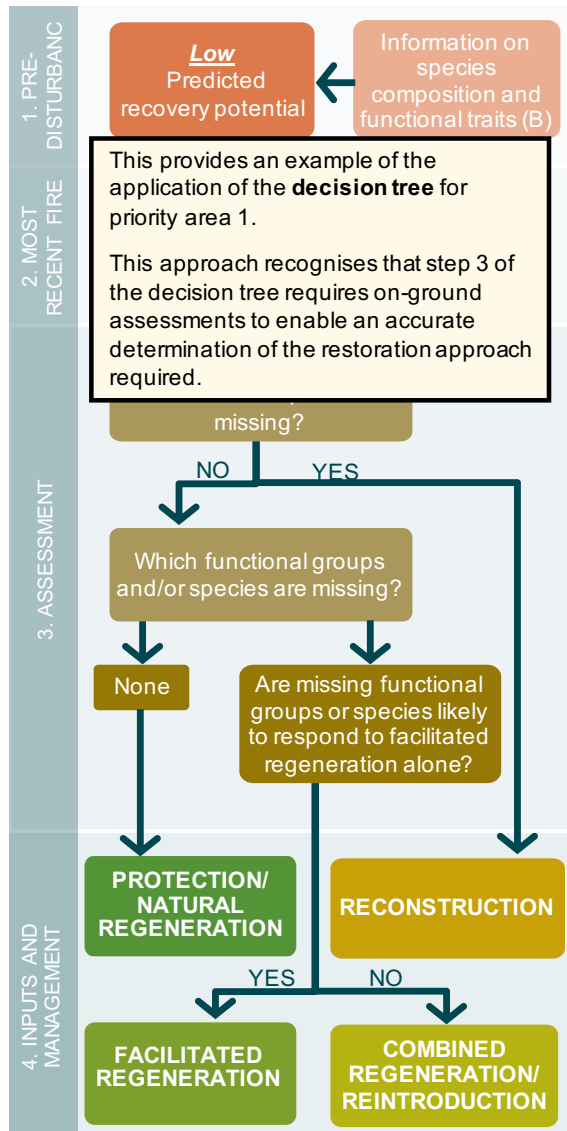 1. PRE-
DISTURBANC
Low
Predicted
recovery potential
Information on
species
composition and
functional traits (B)
2. MOST
RECENT FIRE
This provides an example of the
application of the decision tree for
priority area 1.
This approach recognises that step 3 of
the decision tree requires on-ground
assessments to enable an accurate
determination of the restoration approach
required.
3. ASSESSMENT
missing?
NO
YES
Which functional groups
and/or species are missing?
None
Are missing functional
groups or species likely
to respond to facilitated
regeneration alone?
4. INPUTS AND
MANAGEMENT
PROTECTION/
NATURAL
REGENERATION
RECONSTRUCTION
YES
NO
FACILITATED
REGENERATION
COMBINED
REGENERATION/
REINTRODUCTION